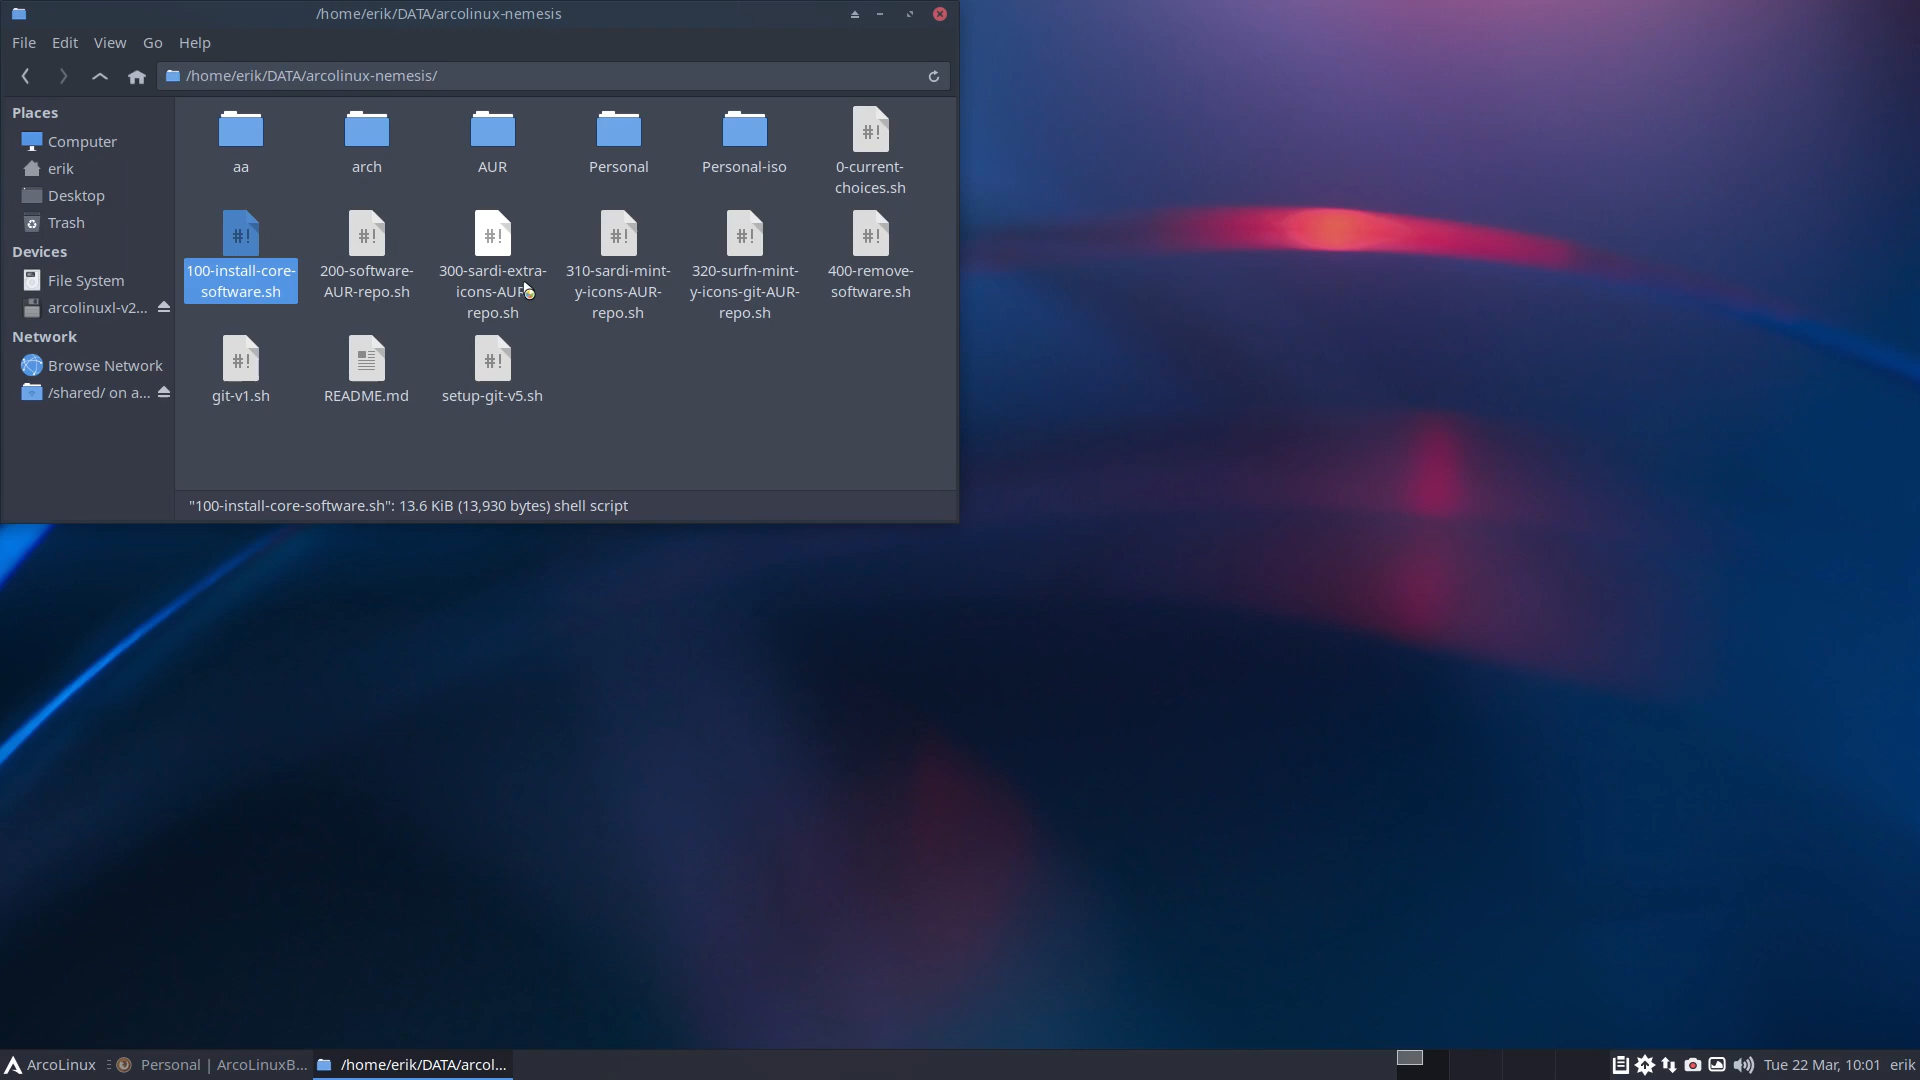 /home/erik/DATA/arcolinux-nemesis
File Edit View Go Help
/home/erik/DATA/arcolinux-nemesis/
Places
Computer
erik
Desktop
Trash
Devices
File System
arcolinuxl-v2...
Network
Browse Network
/shared/ on a...
aa
arch
AUR
Personal
Personal-iso
0-current-
choices.sh
100-install-core-
software.sh
200-software-
AUR-repo.sh
300-sardi-extra-
icons-AUR-
repo.sh
310-sardi-mint-
y-icons-AUR-
repo.sh
320-surfn-mint-
y-icons-git-AUR-
repo.sh
400-remove-
software.sh
git-v1.sh
README.md
setup-git-v5.sh
"100-install-core-software.sh": 13.6 KiB (13,930 bytes) shell script
ArcoLinux
Personal | ArcoLinuxB...
/home/erik/DATA/arcol...
Tue 22 Mar, 10:01 erik